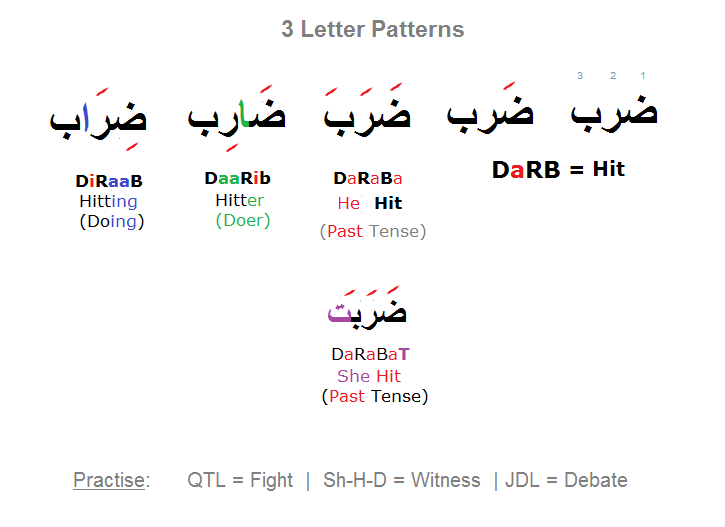 3 Letter Patterns
ضِرَاب
DiRaaB
Hitting
(Doing)
ضَارِب
DaaRib
Hitter
(Doer)
ضَرَبَ
DaRaBa
He Hit
(Past Tense)
3 2 1
ضَرب
ضرب
DaRB = Hit
ضَرَبَت
DaRaBaT
She Hit
(Past Tense)
Practise: QTL = Fight | Sh-H-D = Witness | JDL = Debate